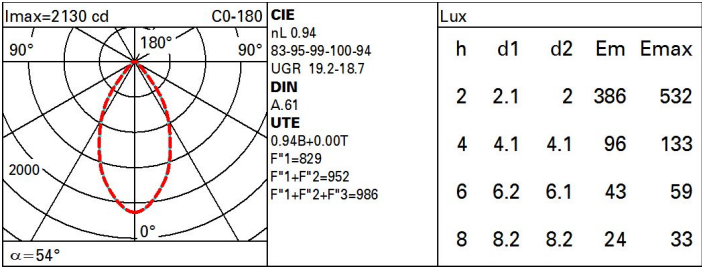 Imax=2130 cd C0-180
90° 180° 90°
2000
0°
α=54°
CIE
nL 0.94
83-95-99-100-94
UGR 19.2-18.7
DIN
A.61
UTE
0.94B+0.00T
F"1=829
F"1+F"2=952
F"1+F"2+F"3=986
Lux
h d1 d2 Em Emax
2 2.1 2 386 532
4 4.1 4.1 96 133
6 6.2 6.1 43 59
8 8.2 8.2 24 33